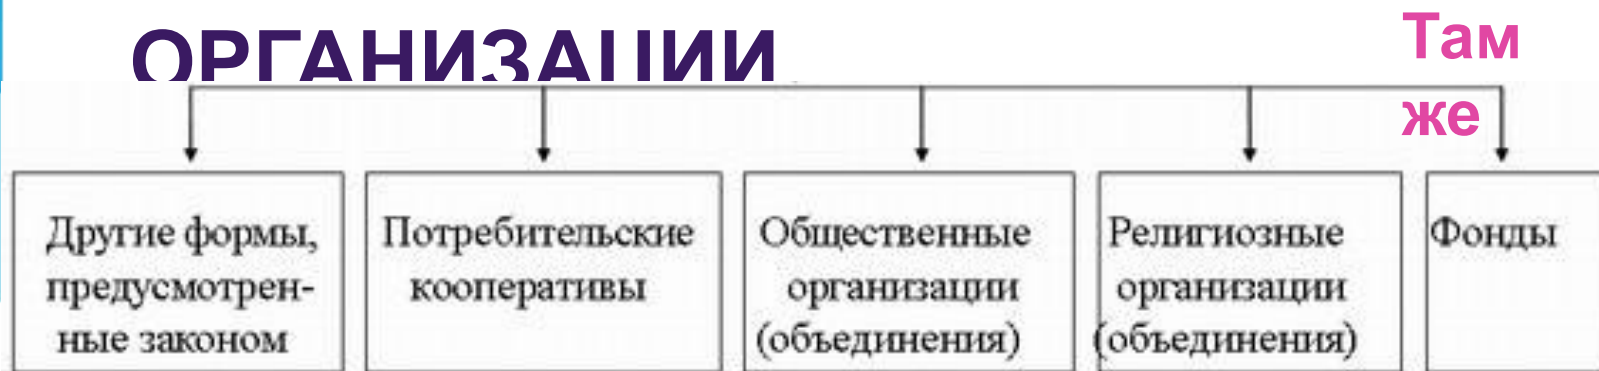 ОРГАНИЗАЦИИ
Там
же
Другие формы,
предусмотрен-
ные законом
Потребительские
кооперативы
Общественные
организации
(объединения)
Религиозные
организации
(объединения)
Фонды